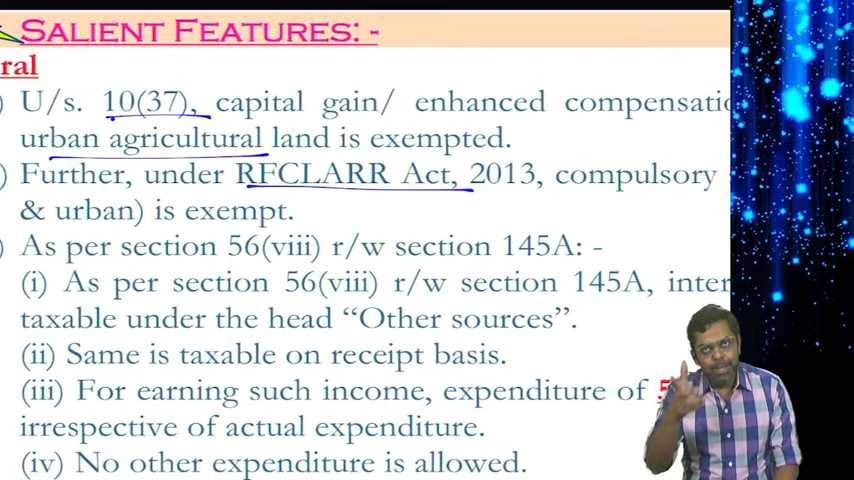 SALIENT FEATURES: -
ral
) U/s. 10(37), capital gain/ enhanced compensatio
urban agricultural land is exempted.
) Further, under RFCLARR Act, 2013, compulsory
& urban) is exempt.
) As per section 56(viii) r/w section 145A: -
(i) As per section 56(viii) r/w section 145A, inter
taxable under the head “Other sources”.
(ii) Same is taxable on receipt basis.
(iii) For earning such income, expenditure of 5
irrespective of actual expenditure.
(iv) No other expenditure is allowed.